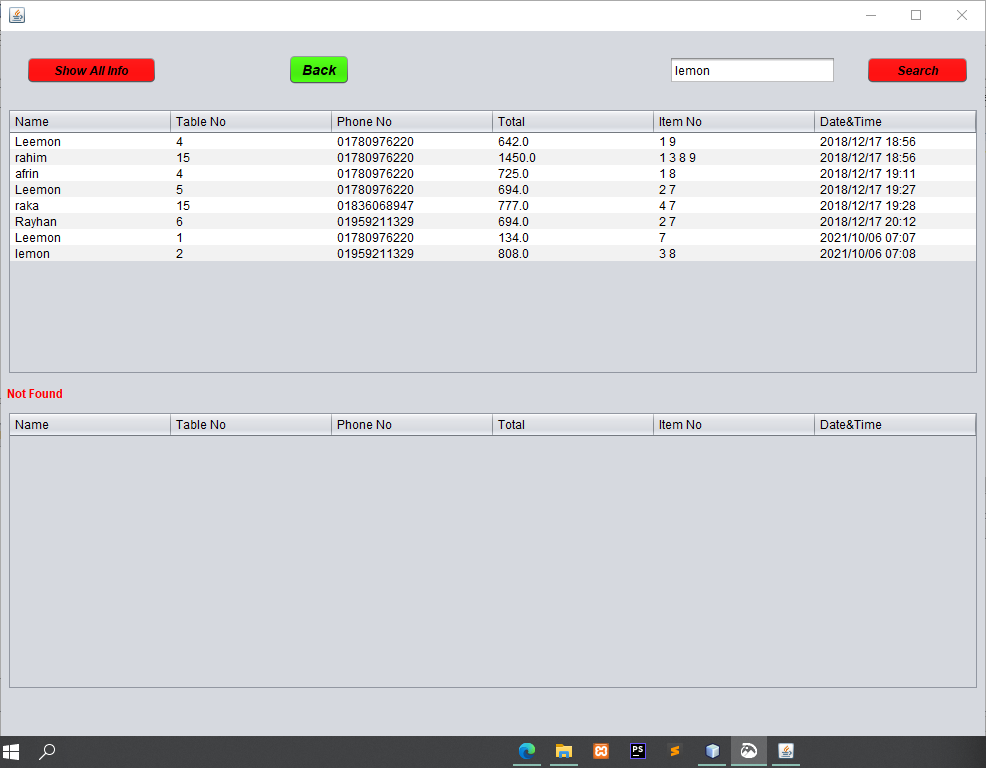 Show All Info Back lemon Search
Name Table No Phone No Total Item No Date&Time
Leemon 4 01780976220 642.0 1 9 2018/12/17 18:56
rahim 15 01780976220 1450.0 1 3 8 9 2018/12/17 18:56
afrin 4 01780976220 725.0 1 8 2018/12/17 19:11
Leemon 5 01780976220 694.0 2 7 2018/12/17 19:27
raka 15 01836068947 777.0 4 7 2018/12/17 19:28
Rayhan 6 01959211329 694.0 2 7 2018/12/17 20:12
Leemon 1 01780976220 134.0 7 2021/10/06 07:07
lemon 2 01959211329 808.0 3 8 2021/10/06 07:08
Not Found
Name Table No Phone No Total Item No Date&Time
PS